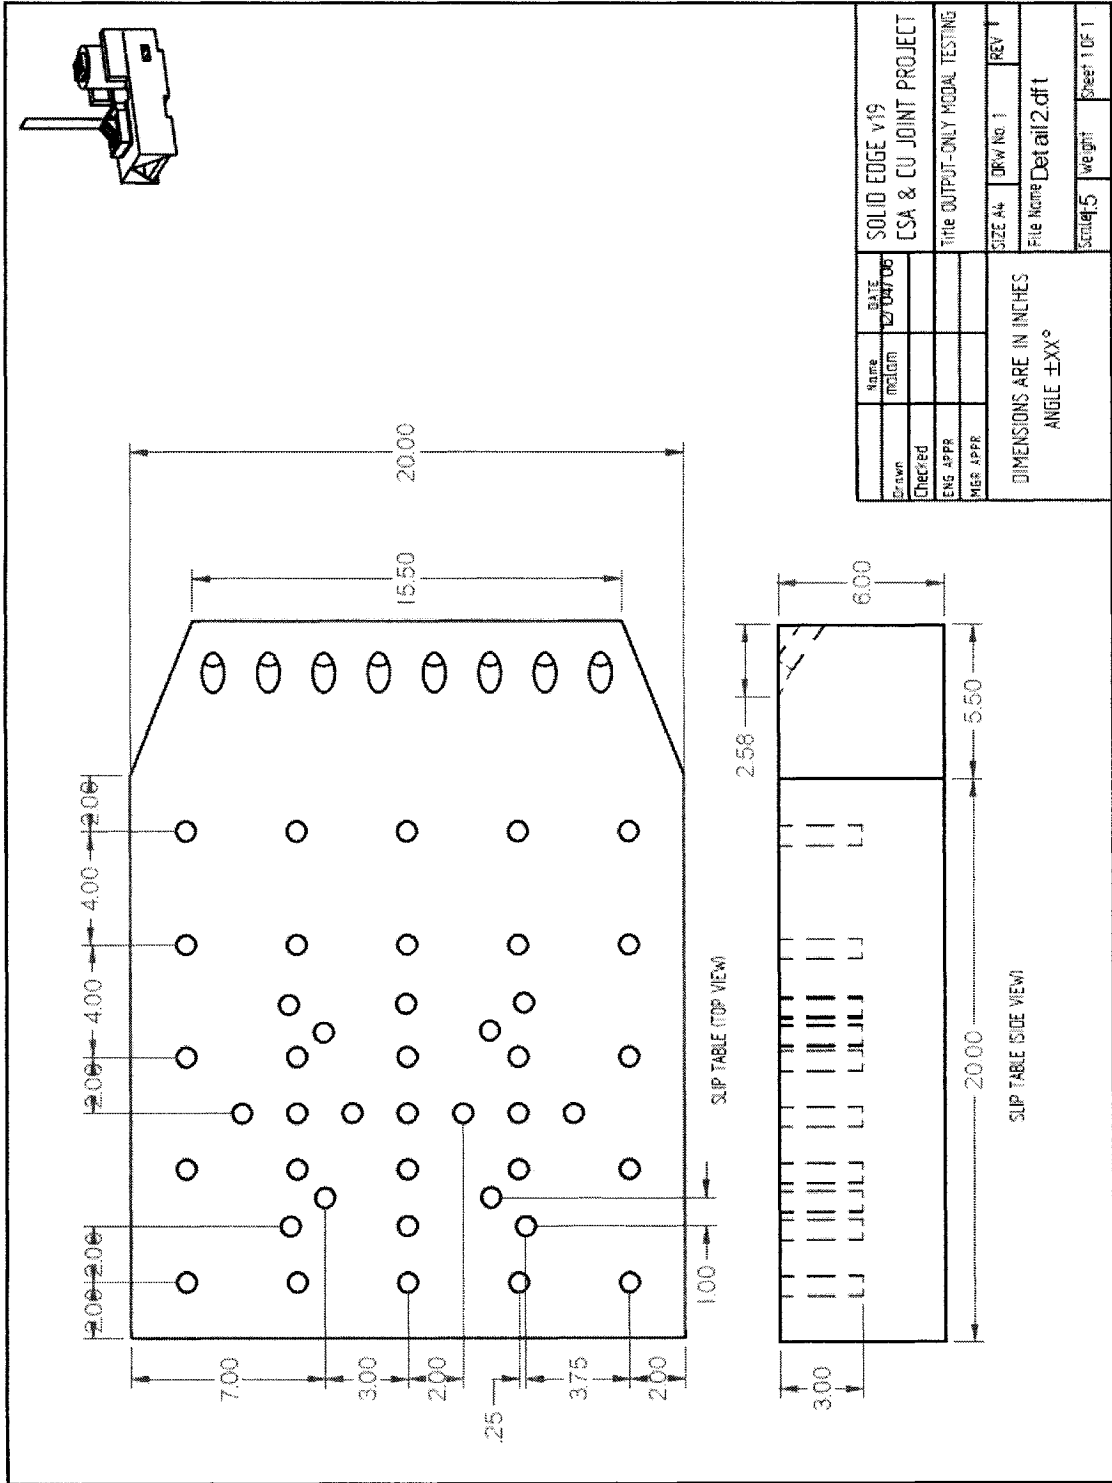 2.00
4.00
4.00
2.00
2.00
2.00
20.00
15.50
7.00
3.00
2.00
.25
3.75
2.00
1.00
SLIP TABLE (TOP VIEW)
2.58
6.00
3.00
20.00
5.50
SLIP TABLE (SIDE VIEW)
Name
DATE
SOLID EDGE v19
Drawn
malam
12/04/06
CSA & CU JOINT PROJECT
Checked
ENG APPR
Title OUTPUT-ONLY MODAL TESTING
MGR APPR
DIMENSIONS ARE IN INCHES
ANGLE ±XX°
SIZE A4
DRW No. 1
REV 1
File Name Detail2.dft
Scale1:5
Weight
Sheet 1 OF 1